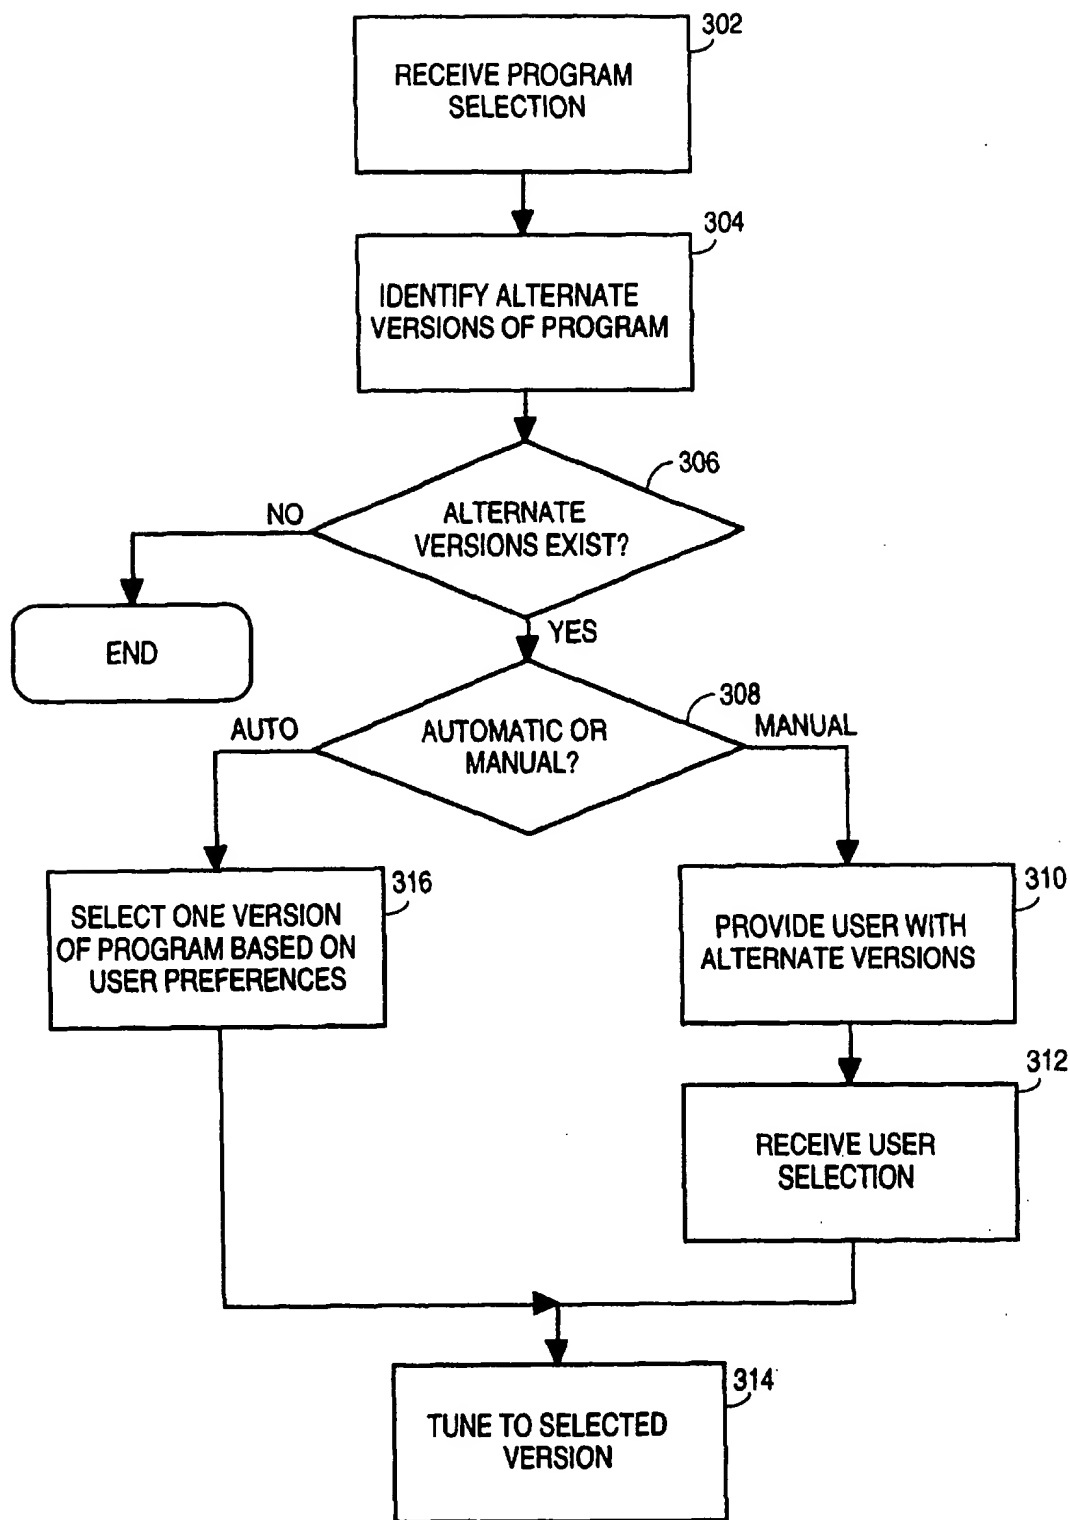 302
RECEIVE PROGRAM
SELECTION
304
IDENTIFY ALTERNATE
VERSIONS OF PROGRAM
306
ALTERNATE
VERSIONS EXIST?
NO
YES
END
308
AUTOMATIC OR
MANUAL?
AUTO
MANUAL
316
SELECT ONE VERSION
OF PROGRAM BASED ON
USER PREFERENCES
310
PROVIDE USER WITH
ALTERNATE VERSIONS
312
RECEIVE USER
SELECTION
314
TUNE TO SELECTED
VERSION